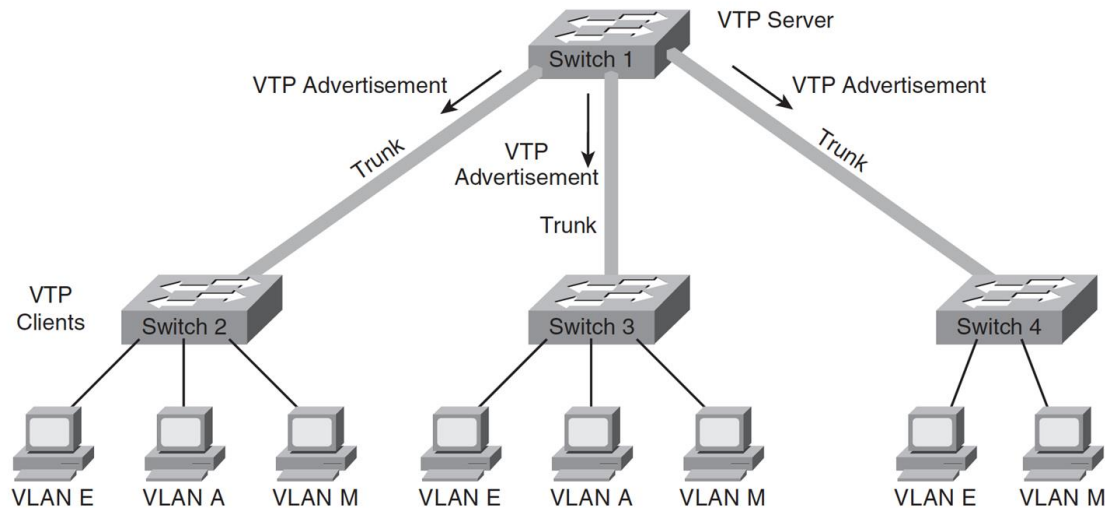 VTP Server
Switch 1
VTP Advertisement
VTP Advertisement
Trunk
VTP
Advertisement
Trunk
Trunk
VTP
Clients
Switch 2
Switch 3
Switch 4
VLAN E
VLAN A
VLAN M
VLAN E
VLAN A
VLAN M
VLAN E
VLAN M